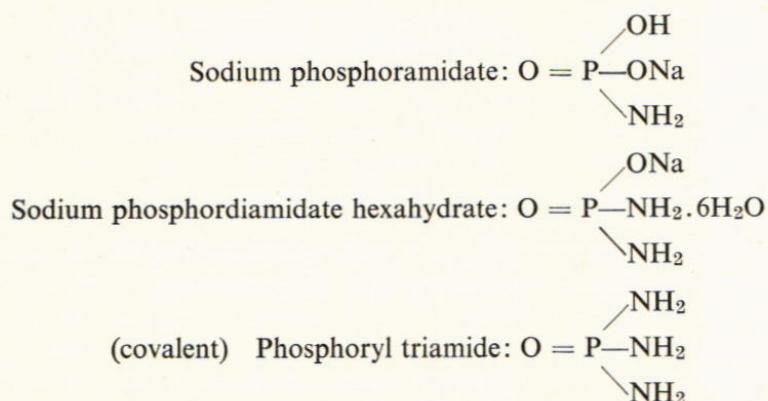 OH
Sodium phosphoramidate: O = P—ONa
NH₂
ONa
Sodium phosphordiamidate hexahydrate: O = P—NH₂.6H₂O
NH₂
NH₂
(covalent) Phosphoryl triamide: O = P—NH₂
NH₂